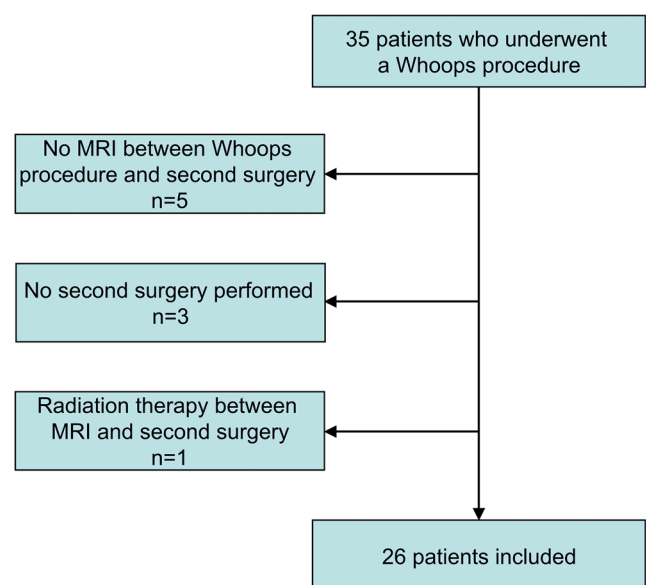 35 patients who underwent
a Whoops procedure
No MRI between Whoops
procedure and second surgery
n=5
No second surgery performed
n=3
Radiation therapy between
MRI and second surgery
n=1
26 patients included